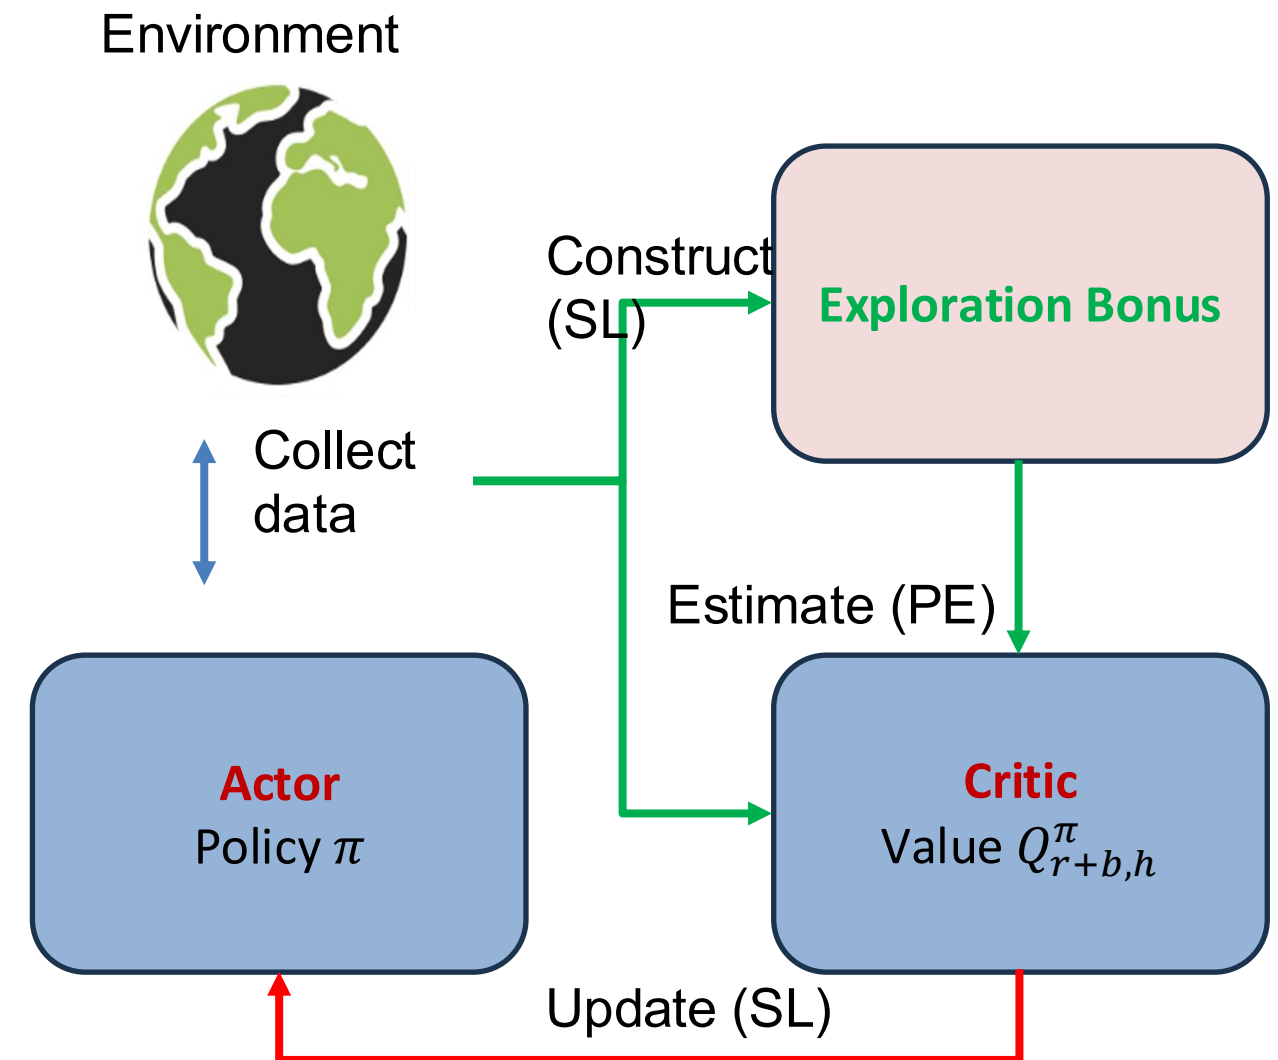 Environment
Construct
(SL)
Exploration Bonus
Collect
data
Estimate (PE)
Actor
Policy π
Critic
Value Q^π_{r+b,h}
Update (SL)